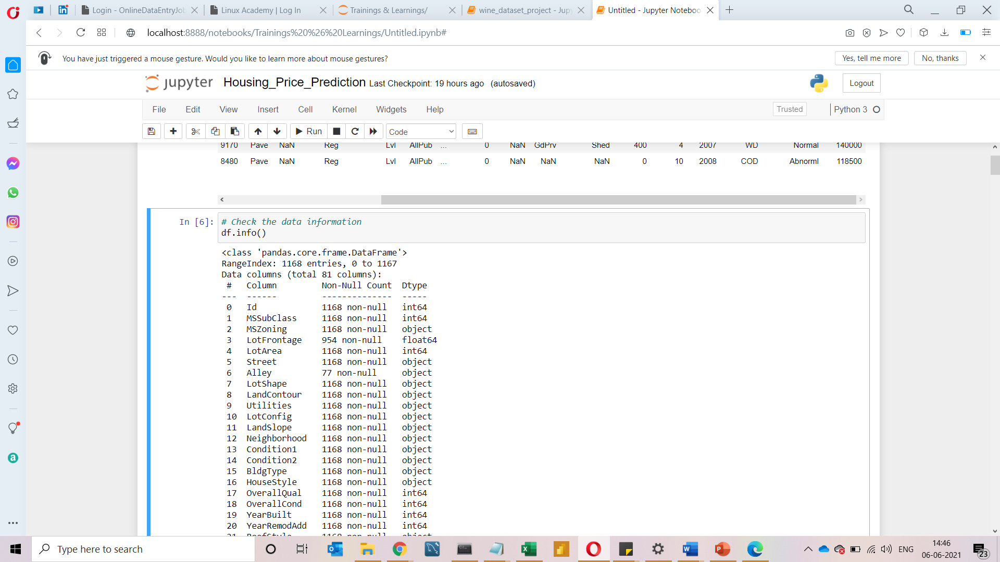 Login - OnlineDataEntryJob
Linux Academy | Log In
Trainings & Learnings/
wine_dataset_project - Jupy
Untitled - Jupyter Noteboo
localhost:8888/notebooks/Trainings%20%26%20Learnings/Untitled.ipynb#
You have just triggered a mouse gesture. Would you like to learn more about mouse gestures?
Yes, tell me more
No, thanks
jupyter Housing_Price_Prediction Last Checkpoint: 19 hours ago (autosaved)
Logout
File Edit View Insert Cell Kernel Widgets Help
Trusted
Python 3
Run
Code
9170 Pave NaN Reg Lvl AllPub ... 0 NaN GdPrv Shed 400 4 2007 WD Normal 140000
8480 Pave NaN Reg Lvl AllPub ... 0 NaN NaN NaN 0 10 2008 COD Abnorml 118500
In [6]: # Check the data information
df.info()
<class 'pandas.core.frame.DataFrame'>
RangeIndex: 1168 entries, 0 to 1167
Data columns (total 81 columns):
# Column Non-Null Count Dtype
--- ------ -------------- -----
0 Id 1168 non-null int64
1 MSSubClass 1168 non-null int64
2 MSZoning 1168 non-null object
3 LotFrontage 954 non-null float64
4 LotArea 1168 non-null int64
5 Street 1168 non-null object
6 Alley 77 non-null object
7 LotShape 1168 non-null object
8 LandContour 1168 non-null object
9 Utilities 1168 non-null object
10 LotConfig 1168 non-null object
11 LandSlope 1168 non-null object
12 Neighborhood 1168 non-null object
13 Condition1 1168 non-null object
14 Condition2 1168 non-null object
15 BldgType 1168 non-null object
16 HouseStyle 1168 non-null object
17 OverallQual 1168 non-null int64
18 OverallCond 1168 non-null int64
19 YearBuilt 1168 non-null int64
20 YearRemodAdd 1168 non-null int64
21 RoofStyle 1168 non-null object
Type here to search
ENG
14:46
06-06-2021
23